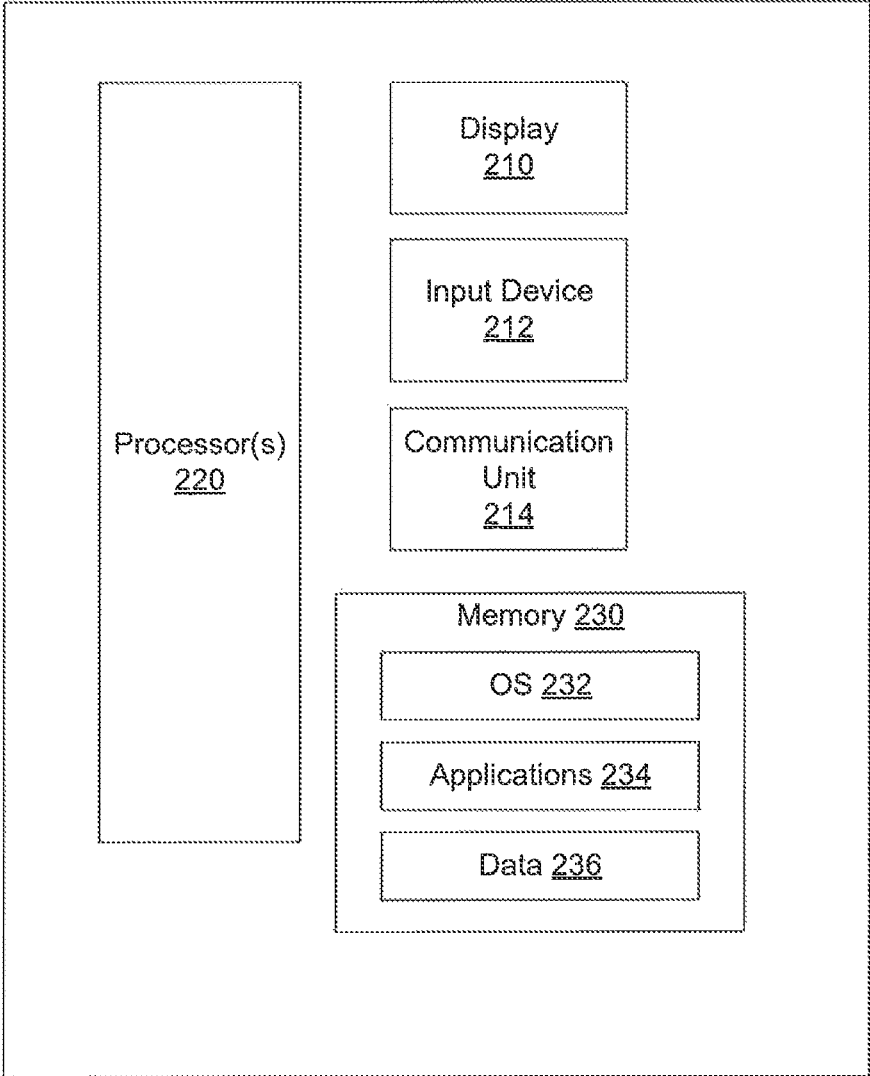 Display
210
Input Device
212
Processor(s)
220
Communication
Unit
214
Memory 230
OS 232
Applications 234
Data 236